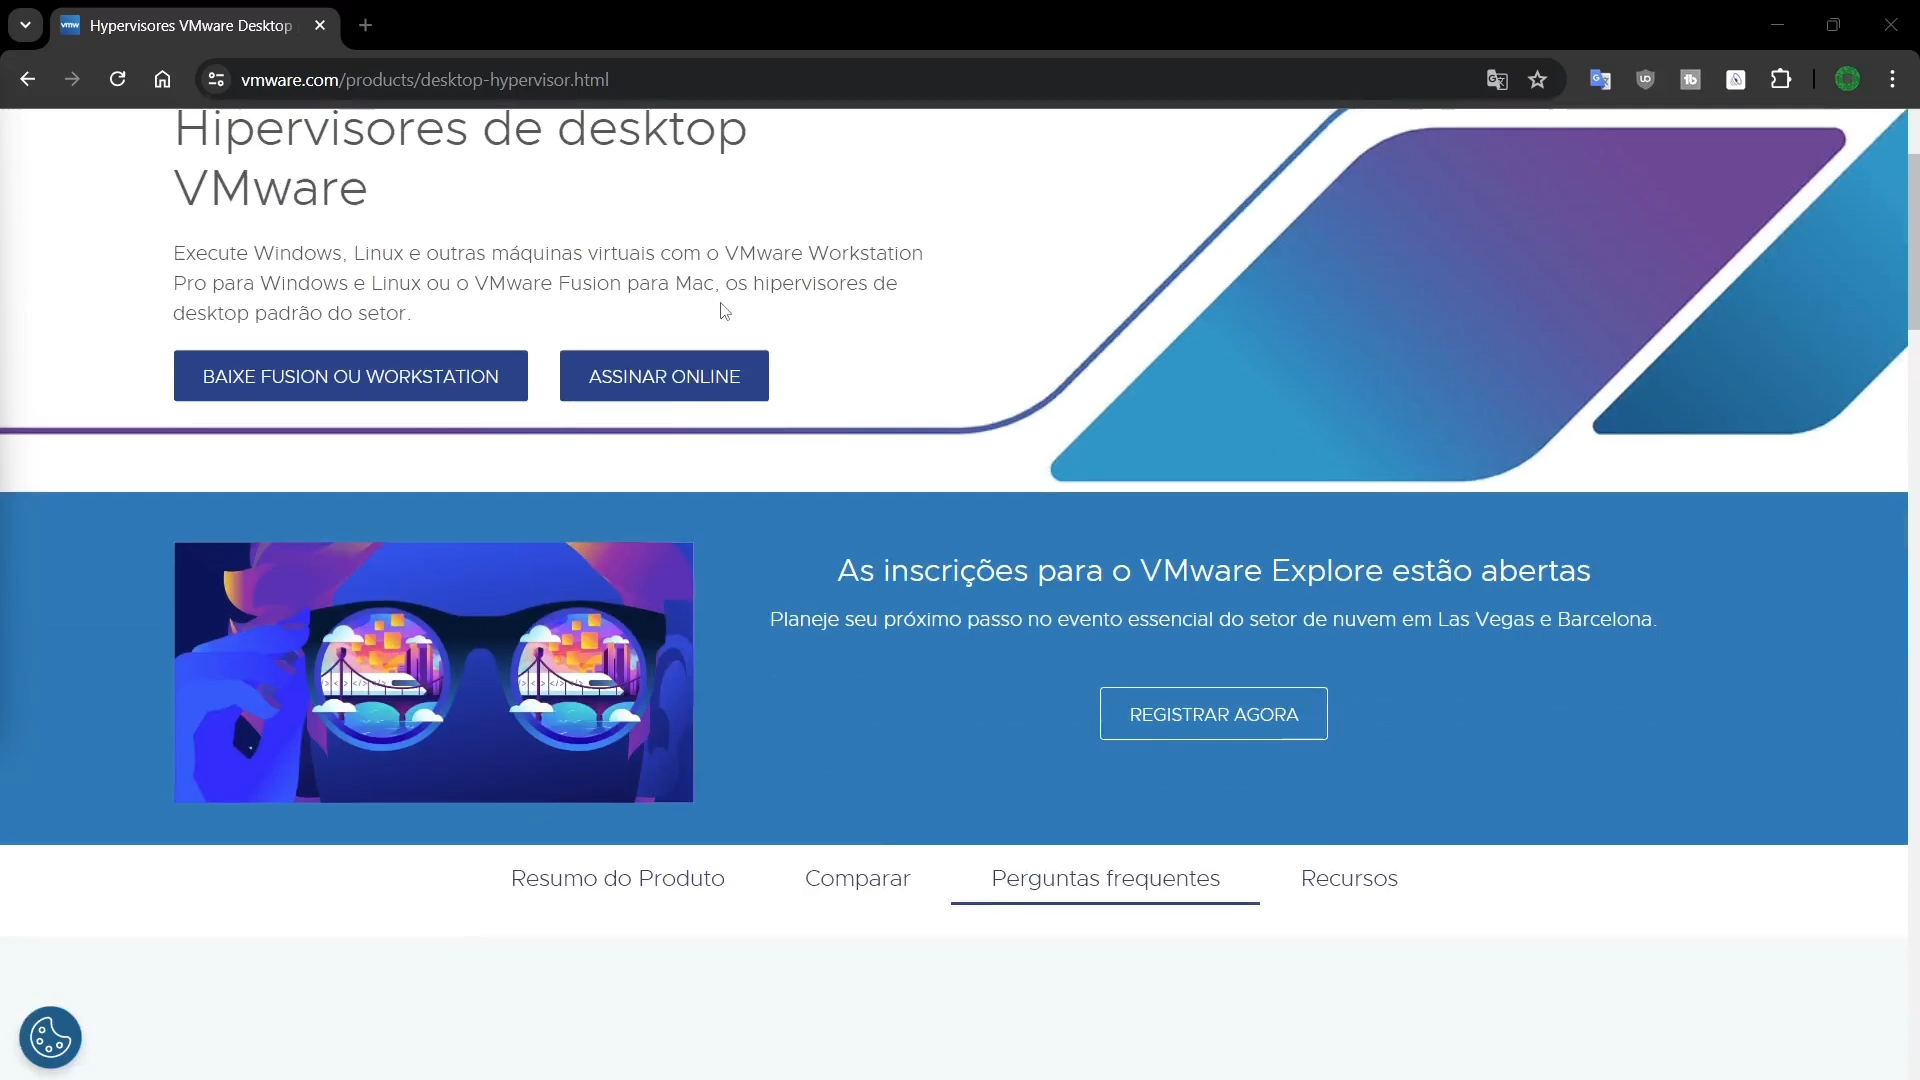 vmw Hypervisores VMware Desktop
vmware.com/products/desktop-hypervisor.html
Hipervisores de desktop
VMware
Execute Windows, Linux e outras máquinas virtuais com o VMware Workstation
Pro para Windows e Linux ou o VMware Fusion para Mac, os hipervisores de
desktop padrão do setor.
BAIXE FUSION OU WORKSTATION
ASSINAR ONLINE
As inscrições para o VMware Explore estão abertas
Planeje seu próximo passo no evento essencial do setor de nuvem em Las Vegas e Barcelona.
REGISTRAR AGORA
Resumo do Produto
Comparar
Perguntas frequentes
Recursos